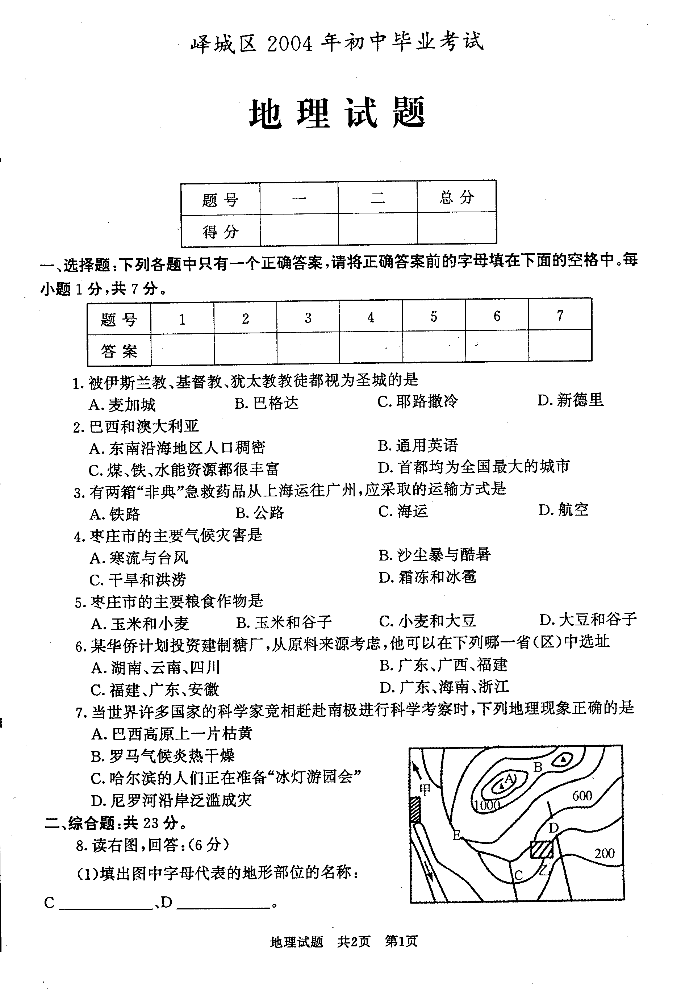 峄城区 2004 年初中毕业考试
地理试题
题号 一 二 总分
得分
一、选择题:下列各题中只有一个正确答案,请将正确答案前的字母填在下面的空格中。每
小题 1 分,共 7 分。
题号 1 2 3 4 5 6 7
答案
1. 被伊斯兰教、基督教、犹太教教徒都视为圣城的是
A. 麦加城 B. 巴格达 C. 耶路撒冷 D. 新德里
2. 巴西和澳大利亚
A. 东南沿海地区人口稠密 B. 通用英语
C. 煤、铁、水能资源都很丰富 D. 首都均为全国最大的城市
3. 有两箱“非典”急救药品从上海运往广州,应采取的运输方式是
A. 铁路 B. 公路 C. 海运 D. 航空
4. 枣庄市的主要气候灾害是
A. 寒流与台风 B. 沙尘暴与酷暑
C. 干旱和洪涝 D. 霜冻和冰雹
5. 枣庄市的主要粮食作物是
A. 玉米和小麦 B. 玉米和谷子 C. 小麦和大豆 D. 大豆和谷子
6. 某华侨计划投资建制糖厂,从原料来源考虑,他可以在下列哪一省(区)中选址
A. 湖南、云南、四川 B. 广东、广西、福建
C. 福建、广东、安徽 D. 广东、海南、浙江
7. 当世界许多国家的科学家竞相赶赴南极进行科学考察时,下列地理现象正确的是
A. 巴西高原上一片枯黄
B. 罗马气候炎热干燥
C. 哈尔滨的人们正在准备“冰灯游园会”
D. 尼罗河沿岸泛滥成灾
二、综合题:共 23 分。
8. 读右图,回答:(6 分)
(1)填出图中字母代表的地形部位的名称:
C ____________、D ____________。
甲
A
B
1000
600
E
D
200
C
乙
地理试题 共2页 第1页